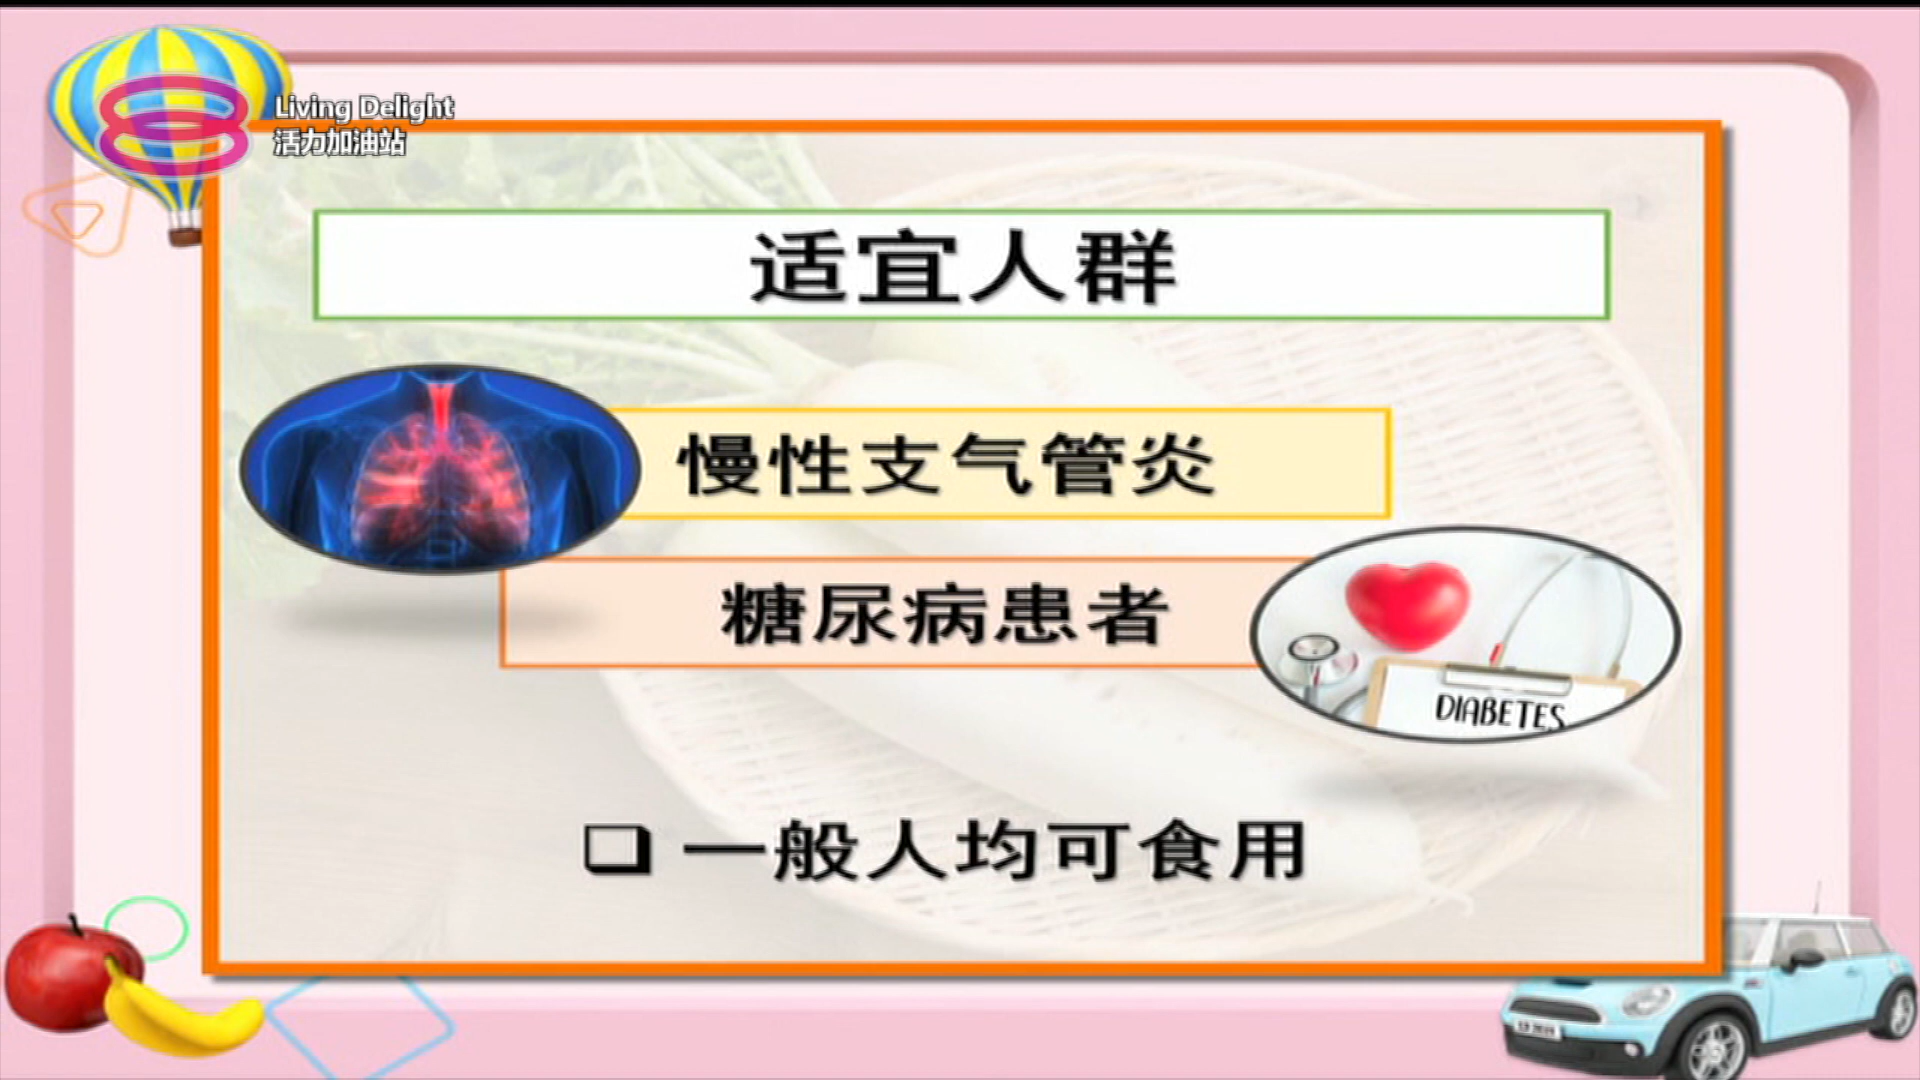 Living Delight
活力加油站
适宜人群
慢性支气管炎
糖尿病患者
DIABETES
❑ 一般人均可食用